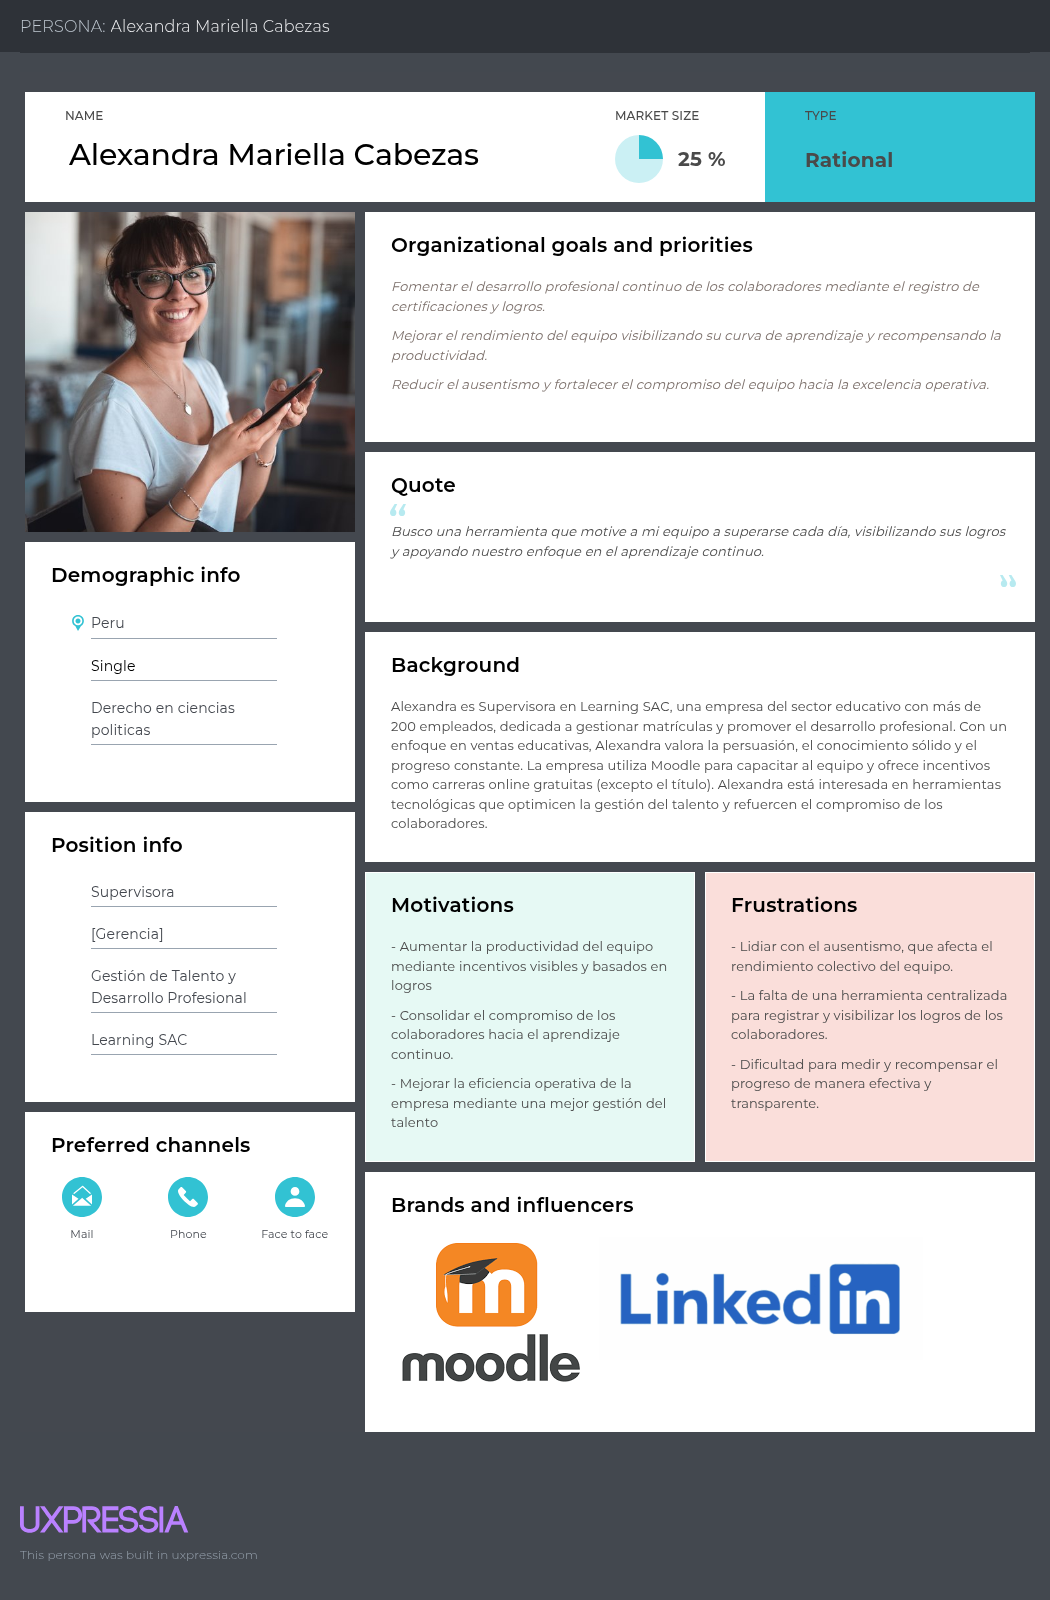 PERSONA: Alexandra Mariella Cabezas
NAME
Alexandra Mariella Cabezas
MARKET SIZE
25 %
TYPE
Rational
Organizational goals and priorities
Fomentar el desarrollo profesional continuo de los colaboradores mediante el registro de
certificaciones y logros.
Mejorar el rendimiento del equipo visibilizando su curva de aprendizaje y recompensando la
productividad.
Reducir el ausentismo y fortalecer el compromiso del equipo hacia la excelencia operativa.
Quote
“
Busco una herramienta que motive a mi equipo a superarse cada día, visibilizando sus logros
y apoyando nuestro enfoque en el aprendizaje continuo.
”
Demographic info
Peru
Single
Derecho en ciencias
politicas
Background
Alexandra es Supervisora en Learning SAC, una empresa del sector educativo con más de
200 empleados, dedicada a gestionar matrículas y promover el desarrollo profesional. Con un
enfoque en ventas educativas, Alexandra valora la persuasión, el conocimiento sólido y el
progreso constante. La empresa utiliza Moodle para capacitar al equipo y ofrece incentivos
como carreras online gratuitas (excepto el título). Alexandra está interesada en herramientas
tecnológicas que optimicen la gestión del talento y refuercen el compromiso de los
colaboradores.
Position info
Supervisora
[Gerencia]
Gestión de Talento y
Desarrollo Profesional
Learning SAC
Motivations
- Aumentar la productividad del equipo
mediante incentivos visibles y basados en
logros
- Consolidar el compromiso de los
colaboradores hacia el aprendizaje
continuo.
- Mejorar la eficiencia operativa de la
empresa mediante una mejor gestión del
talento
Frustrations
- Lidiar con el ausentismo, que afecta el
rendimiento colectivo del equipo.
- La falta de una herramienta centralizada
para registrar y visibilizar los logros de los
colaboradores.
- Dificultad para medir y recompensar el
progreso de manera efectiva y
transparente.
Preferred channels
Mail
Phone
Face to face
Brands and influencers
m
moodle
Linked in
UXPRESSIA
This persona was built in uxpressia.com